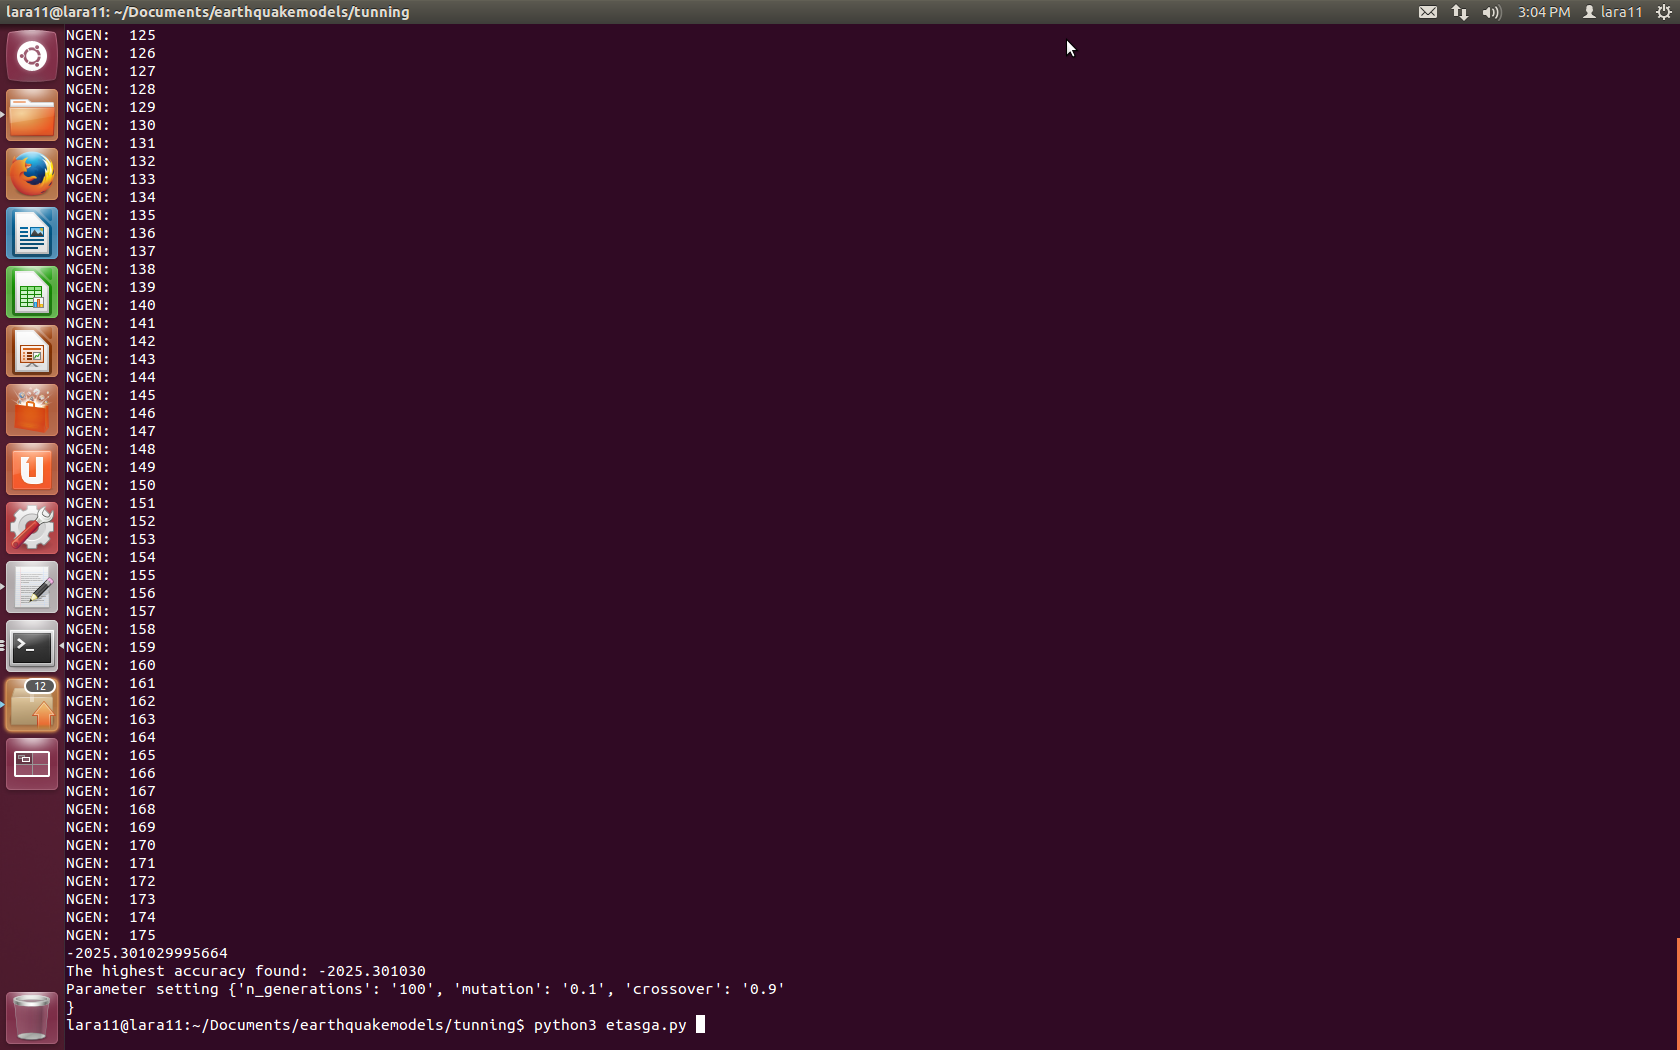 lara11@lara11: ~/Documents/earthquakemodels/tunning
3:04 PM
lara11
NGEN:  125
NGEN:  126
NGEN:  127
NGEN:  128
NGEN:  129
NGEN:  130
NGEN:  131
NGEN:  132
NGEN:  133
NGEN:  134
NGEN:  135
NGEN:  136
NGEN:  137
NGEN:  138
NGEN:  139
NGEN:  140
NGEN:  141
NGEN:  142
NGEN:  143
NGEN:  144
NGEN:  145
NGEN:  146
NGEN:  147
NGEN:  148
NGEN:  149
NGEN:  150
NGEN:  151
NGEN:  152
NGEN:  153
NGEN:  154
NGEN:  155
NGEN:  156
NGEN:  157
NGEN:  158
NGEN:  159
NGEN:  160
NGEN:  161
NGEN:  162
NGEN:  163
NGEN:  164
NGEN:  165
NGEN:  166
NGEN:  167
NGEN:  168
NGEN:  169
NGEN:  170
NGEN:  171
NGEN:  172
NGEN:  173
NGEN:  174
NGEN:  175
-2025.301029995664
The highest accuracy found: -2025.301030
Parameter setting {'n_generations': '100', 'mutation': '0.1', 'crossover': '0.9'
}
lara11@lara11:~/Documents/earthquakemodels/tunning$ python3 etasga.py
12